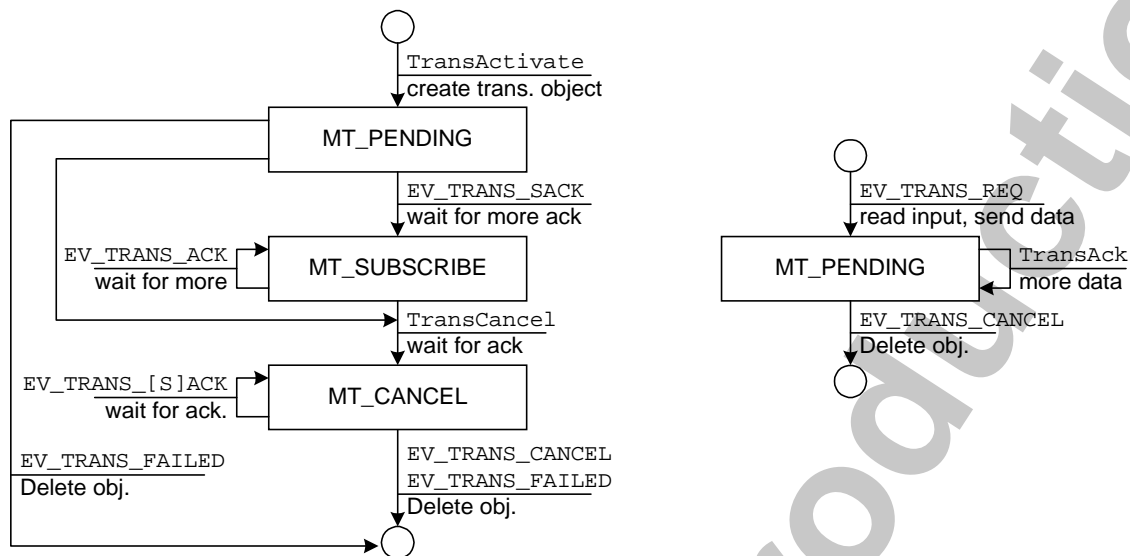 TransActivate
create trans. object
MT_PENDING
EV_TRANS_SACK
wait for more ack
EV_TRANS_ACK
wait for more
MT_SUBSCRIBE
TransCancel
wait for ack
EV_TRANS_[S]ACK
wait for ack.
MT_CANCEL
EV_TRANS_FAILED
Delete obj.
EV_TRANS_CANCEL
EV_TRANS_FAILED
Delete obj.
EV_TRANS_REQ
read input, send data
MT_PENDING
TransAck
more data
EV_TRANS_CANCEL
Delete obj.
oductio